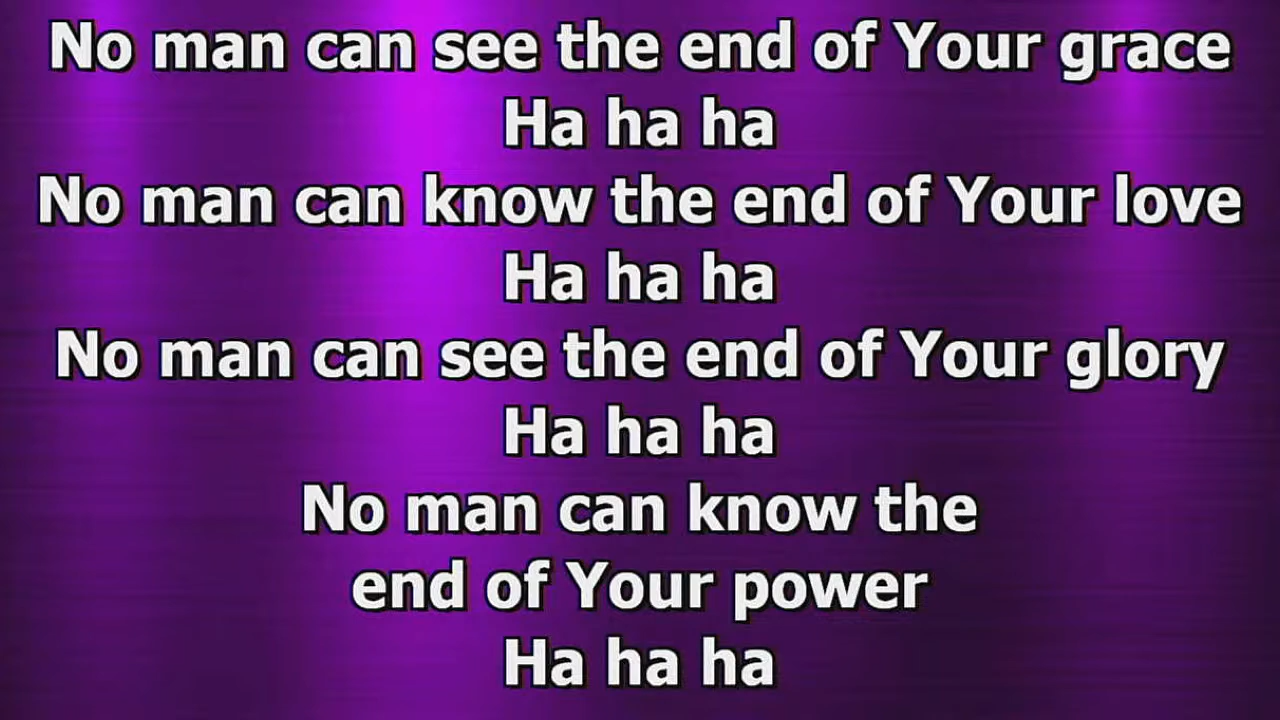 No man can see the end of Your grace
Ha ha ha
No man can know the end of Your love
Ha ha ha
No man can see the end of Your glory
Ha ha ha
No man can know the
end of Your power
Ha ha ha